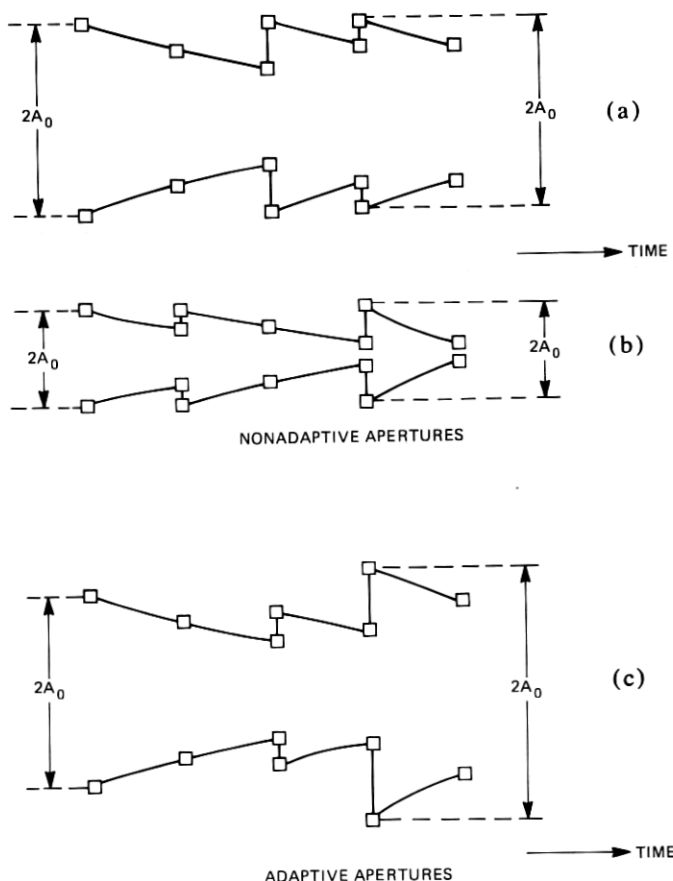 2A₀
2A₀
(a)
TIME
2A₀
2A₀
(b)
NONADAPTIVE APERTURES
2A₀
2A₀
(c)
TIME
ADAPTIVE APERTURES